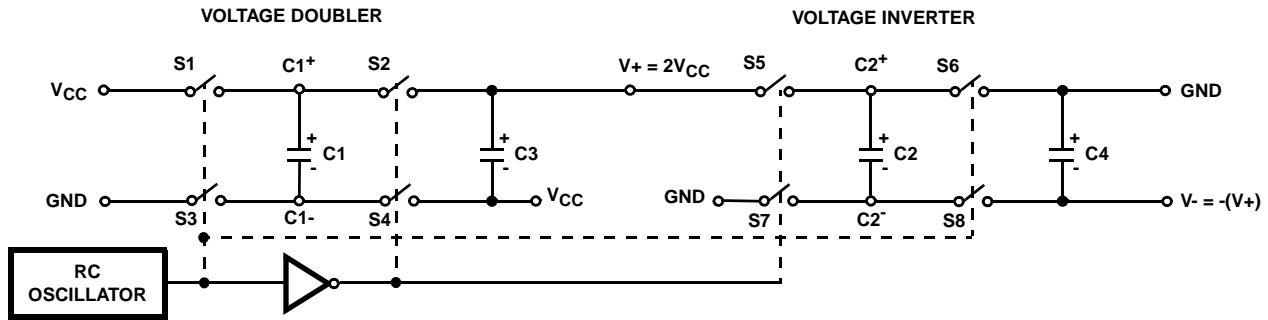 VOLTAGE DOUBLER
VOLTAGE INVERTER
S1
C1+
S2
V+ = 2VCC
S5
C2+
S6
VCC
GND
+
C1
-
+
C3
-
+
C2
-
+
C4
-
GND
S3
C1-
S4
VCC
GND
S7
C2-
S8
V- = -(V+)
RC
OSCILLATOR